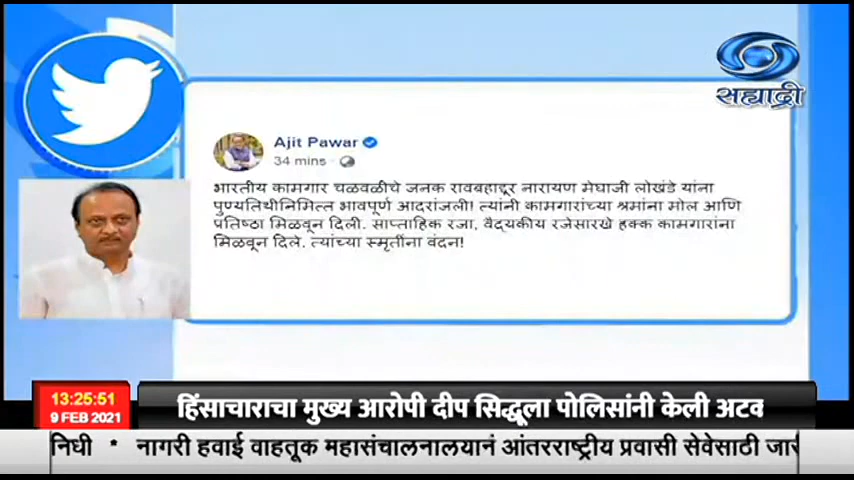 सह्याद्री
Ajit Pawar
34 mins ·
भारतीय कामगार चळवळीचे जनक रावबहाद्दूर नारायण मेघाजी लोखंडे यांना
पुण्यतिथीनिमित्त भावपूर्ण आदरांजली! त्यांनी कामगारांच्या श्रमांना मोल आणि
प्रतिष्ठा मिळवून दिली. साप्ताहिक रजा, वैद्यकीय रजेसारखे हक्क कामगारांना
मिळवून दिले. त्यांच्या स्मृतींना वंदन!
13:25:51
9 FEB 2021
हिंसाचाराचा मुख्य आरोपी दीप सिद्धूला पोलिसांनी केली अटक
निधी * नागरी हवाई वाहतूक महासंचालनालयानं आंतरराष्ट्रीय प्रवासी सेवेसाठी